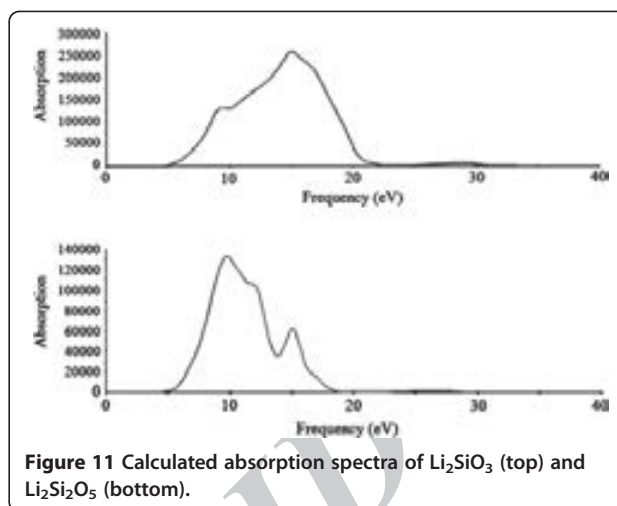 300000
250000
200000
150000
100000
50000
0
Absorption
0 10 20 30 40
Frequency (eV)
140000
120000
100000
80000
60000
40000
20000
0
Absorption
0 10 20 30 40
Frequency (eV)
Figure 11 Calculated absorption spectra of Li₂SiO₃ (top) and
Li₂Si₂O₅ (bottom).